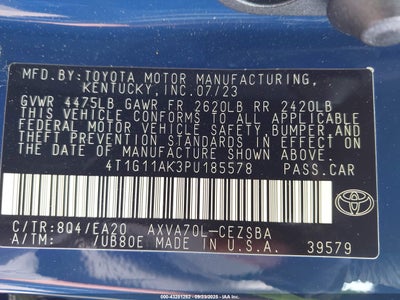 MFD.BY:TOYOTA MOTOR MANUFACTURING,
KENTUCKY,INC.07/23
GVWR 4475LB GAWR FR 2620LB RR 2420LB
THIS VEHICLE CONFORMS TO ALL APPLICABLE
FEDERAL MOTOR VEHICLE SAFETY, BUMPER, AND
THEFT PREVENTION STANDARDS IN EFFECT ON
THE DATE OF MANUFACTURE SHOWN ABOVE.
4T1G11AK3PU185578 PASS.CAR
C/TR:8Q4/EA20 AXVA70L-CEZSBA
A/TM: /UB80E MADE IN U.S.A. 39579
TOYOTA